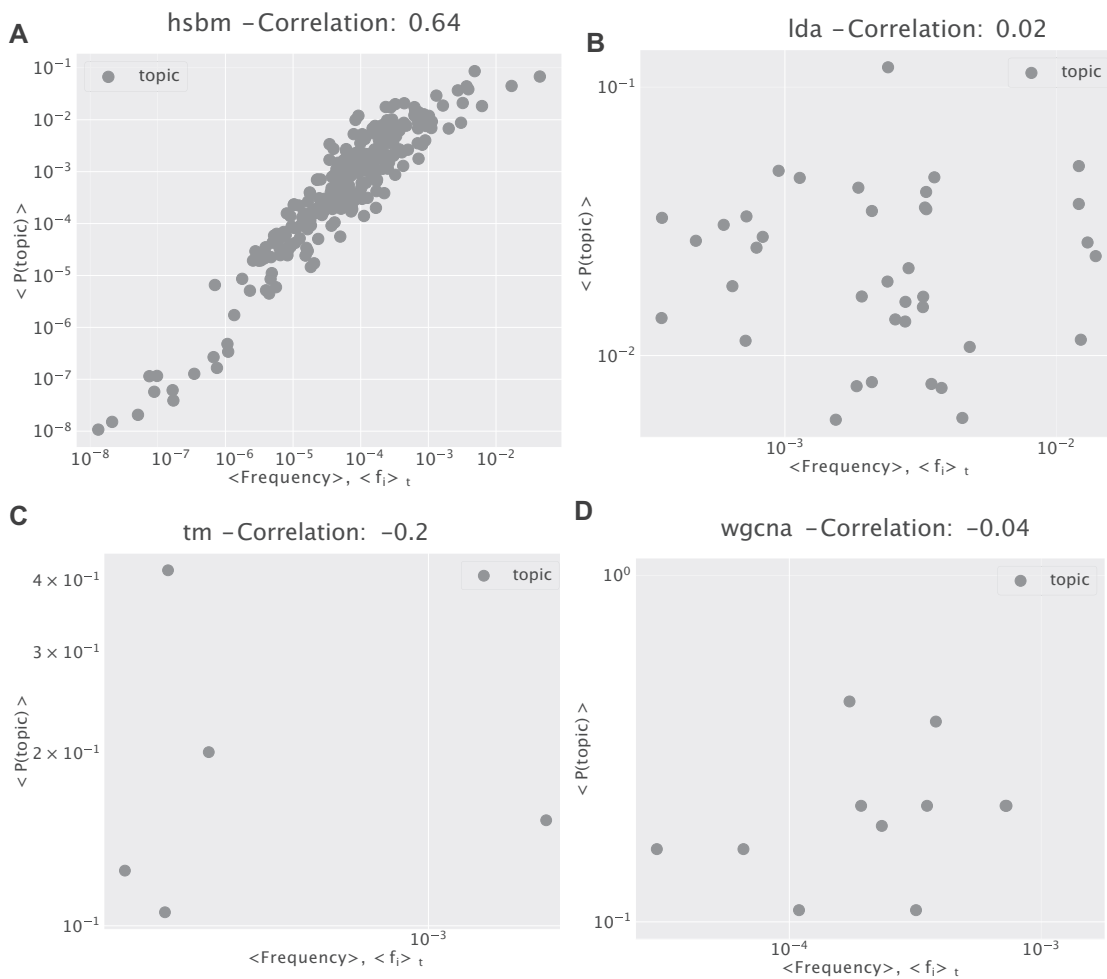 A
hsbm –Correlation: 0.64
topic
10⁻¹
10⁻²
10⁻³
10⁻⁴
10⁻⁵
10⁻⁶
10⁻⁷
10⁻⁸
< P(topic) >
10⁻⁸ 10⁻⁷ 10⁻⁶ 10⁻⁵ 10⁻⁴ 10⁻³ 10⁻²
<Frequency>, < fᵢ> ₜ
B
lda –Correlation: 0.02
topic
10⁻¹
10⁻²
< P(topic) >
10⁻³ 10⁻²
<Frequency>, < fᵢ> ₜ
C
tm –Correlation: -0.2
topic
4 × 10⁻¹
3 × 10⁻¹
2 × 10⁻¹
10⁻¹
< P(topic) >
10⁻³
<Frequency>, < fᵢ> ₜ
D
wgcna –Correlation: -0.04
topic
10⁰
10⁻¹
< P(topic) >
10⁻⁴ 10⁻³
<Frequency>, < fᵢ> ₜ